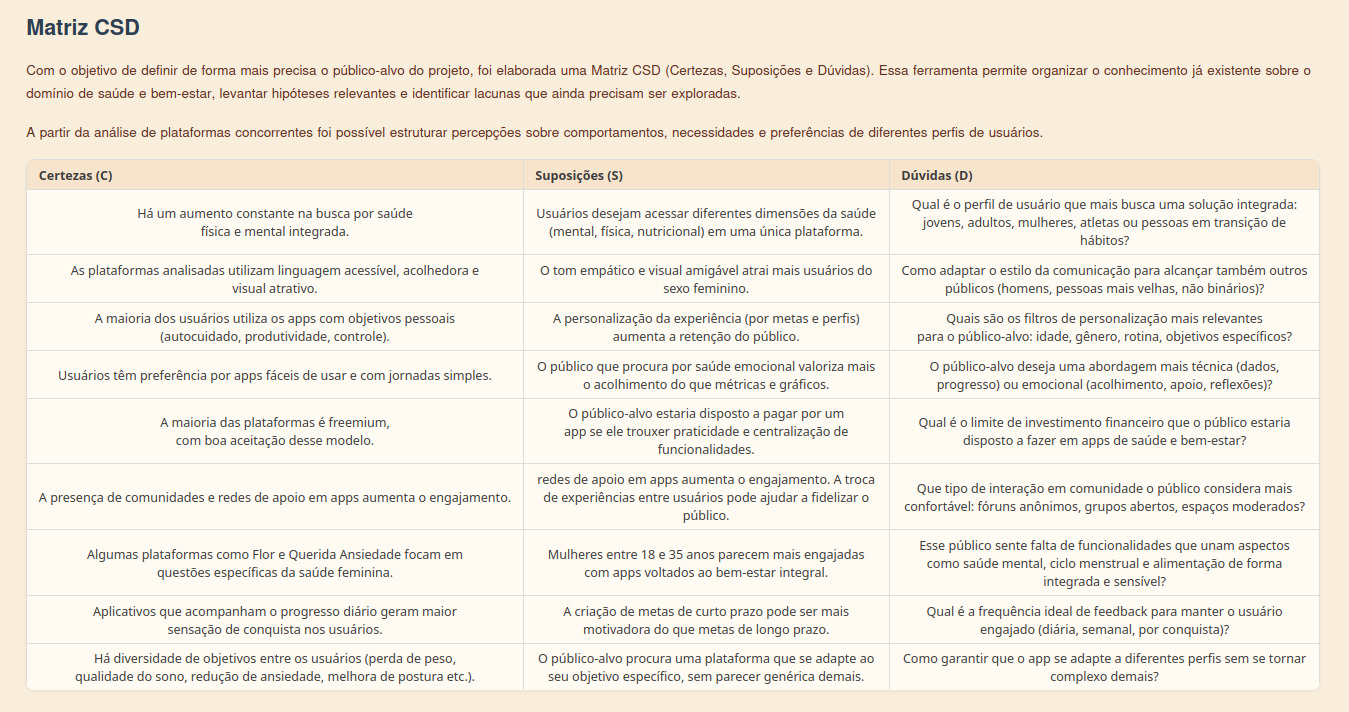 Matriz CSD
Com o objetivo de definir de forma mais precisa o público-alvo do projeto, foi elaborada uma Matriz CSD (Certezas, Suposições e Dúvidas). Essa ferramenta permite organizar o conhecimento já existente sobre o
domínio de saúde e bem-estar, levantar hipóteses relevantes e identificar lacunas que ainda precisam ser exploradas.
A partir da análise de plataformas concorrentes foi possível estruturar percepções sobre comportamentos, necessidades e preferências de diferentes perfis de usuários.
Certezas (C)
Suposições (S)
Dúvidas (D)
Há um aumento constante na busca por saúde
física e mental integrada.
Usuários desejam acessar diferentes dimensões da saúde
(mental, física, nutricional) em uma única plataforma.
Qual é o perfil de usuário que mais busca uma solução integrada:
jovens, adultos, mulheres, atletas ou pessoas em transição de
hábitos?
As plataformas analisadas utilizam linguagem acessível, acolhedora e
visual atrativo.
O tom empático e visual amigável atrai mais usuários do
sexo feminino.
Como adaptar o estilo da comunicação para alcançar também outros
públicos (homens, pessoas mais velhas, não binários)?
A maioria dos usuários utiliza os apps com objetivos pessoais
(autocuidado, produtividade, controle).
A personalização da experiência (por metas e perfis)
aumenta a retenção do público.
Quais são os filtros de personalização mais relevantes
para o público-alvo: idade, gênero, rotina, objetivos específicos?
Usuários têm preferência por apps fáceis de usar e com jornadas simples.
O público que procura por saúde emocional valoriza mais
o acolhimento do que métricas e gráficos.
O público-alvo deseja uma abordagem mais técnica (dados,
progresso) ou emocional (acolhimento, apoio, reflexões)?
A maioria das plataformas é freemium,
com boa aceitação desse modelo.
O público-alvo estaria disposto a pagar por um
app se ele trouxer praticidade e centralização de
funcionalidades.
Qual é o limite de investimento financeiro que o público estaria
disposto a fazer em apps de saúde e bem-estar?
A presença de comunidades e redes de apoio em apps aumenta o engajamento.
redes de apoio em apps aumenta o engajamento. A troca
de experiências entre usuários pode ajudar a fidelizar o
público.
Que tipo de interação em comunidade o público considera mais
confortável: fóruns anônimos, grupos abertos, espaços moderados?
Algumas plataformas como Flor e Querida Ansiedade focam em
questões específicas da saúde feminina.
Mulheres entre 18 e 35 anos parecem mais engajadas
com apps voltados ao bem-estar integral.
Esse público sente falta de funcionalidades que unam aspectos
como saúde mental, ciclo menstrual e alimentação de forma
integrada e sensível?
Aplicativos que acompanham o progresso diário geram maior
sensação de conquista nos usuários.
A criação de metas de curto prazo pode ser mais
motivadora do que metas de longo prazo.
Qual é a frequência ideal de feedback para manter o usuário
engajado (diária, semanal, por conquista)?
Há diversidade de objetivos entre os usuários (perda de peso,
qualidade do sono, redução de ansiedade, melhora de postura etc.).
O público-alvo procura uma plataforma que se adapte ao
seu objetivo específico, sem parecer genérica demais.
Como garantir que o app se adapte a diferentes perfis sem se tornar
complexo demais?